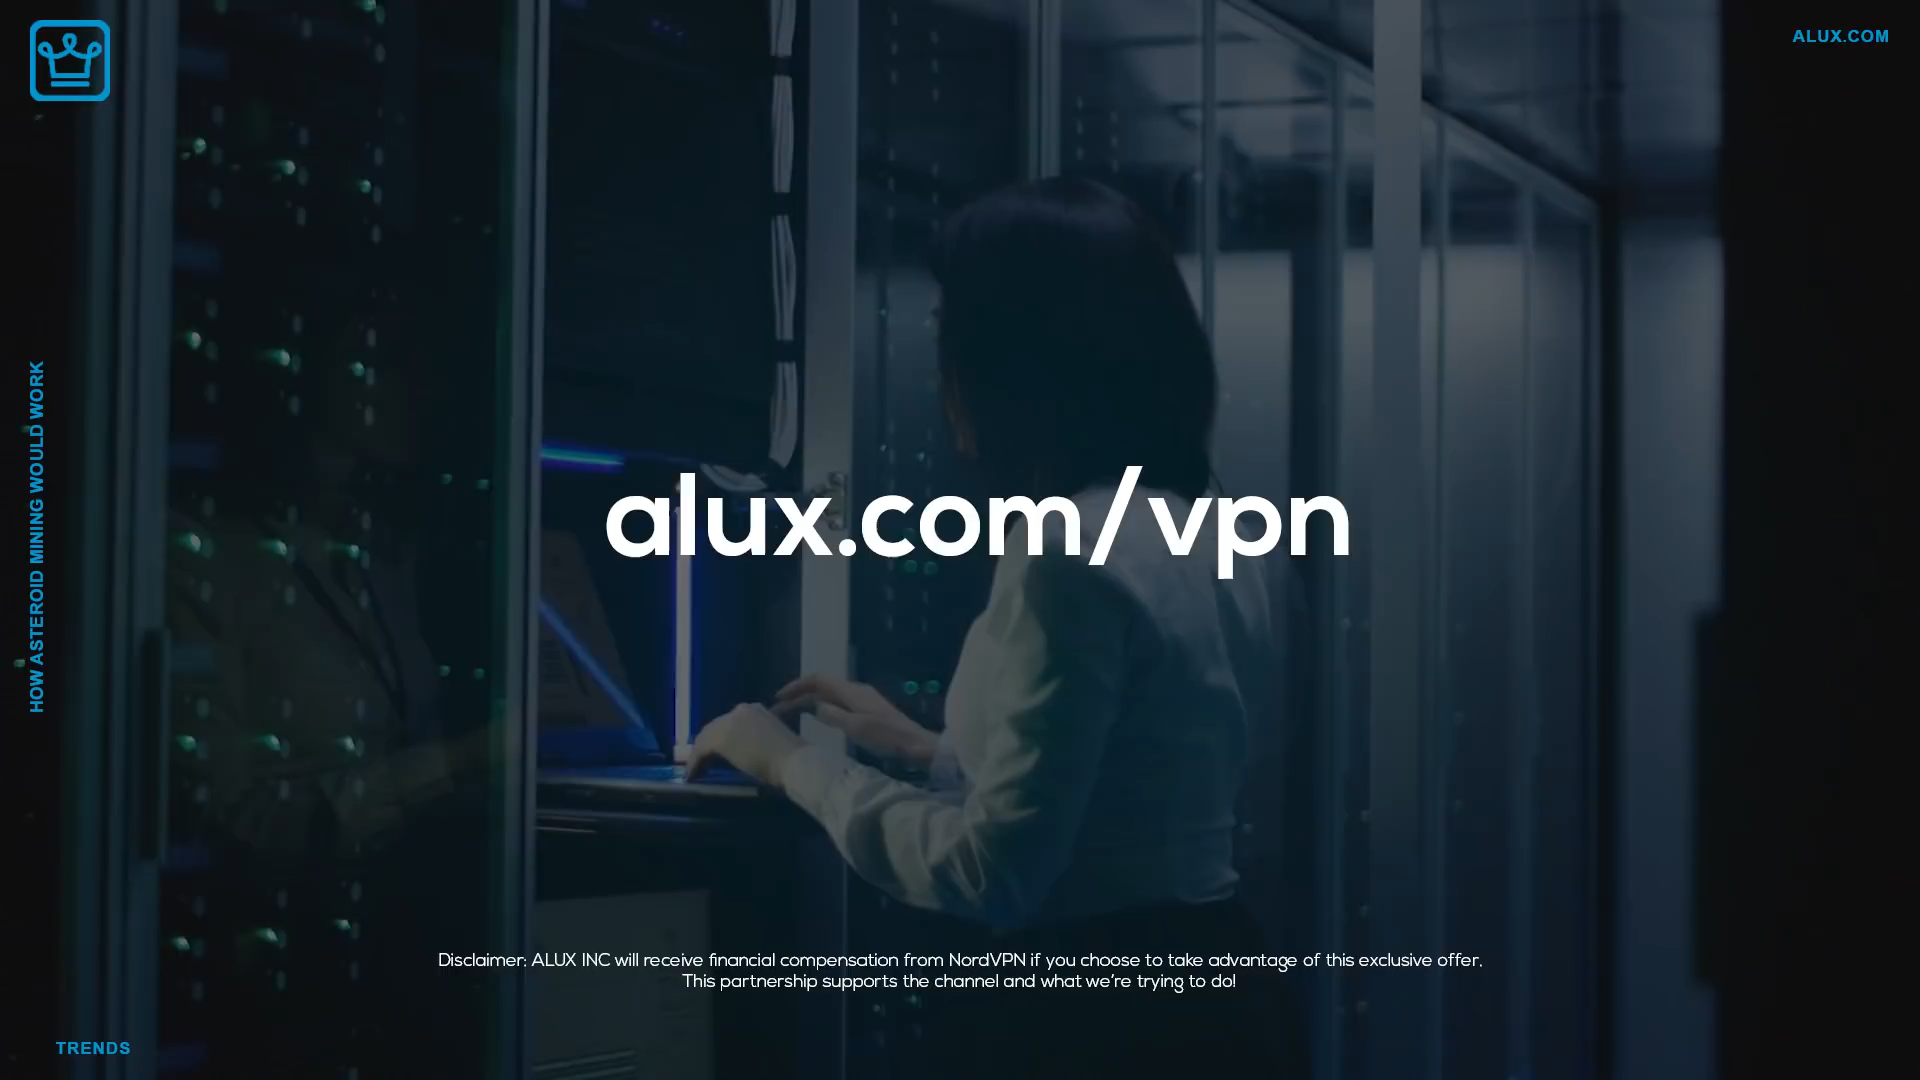 ALUX.COM
HOW ASTEROID MINING WOULD WORK
alux.com/vpn
Disclaimer: ALUX INC will receive financial compensation from NordVPN if you choose to take advantage of this exclusive offer.
This partnership supports the channel and what we're trying to do!
TRENDS